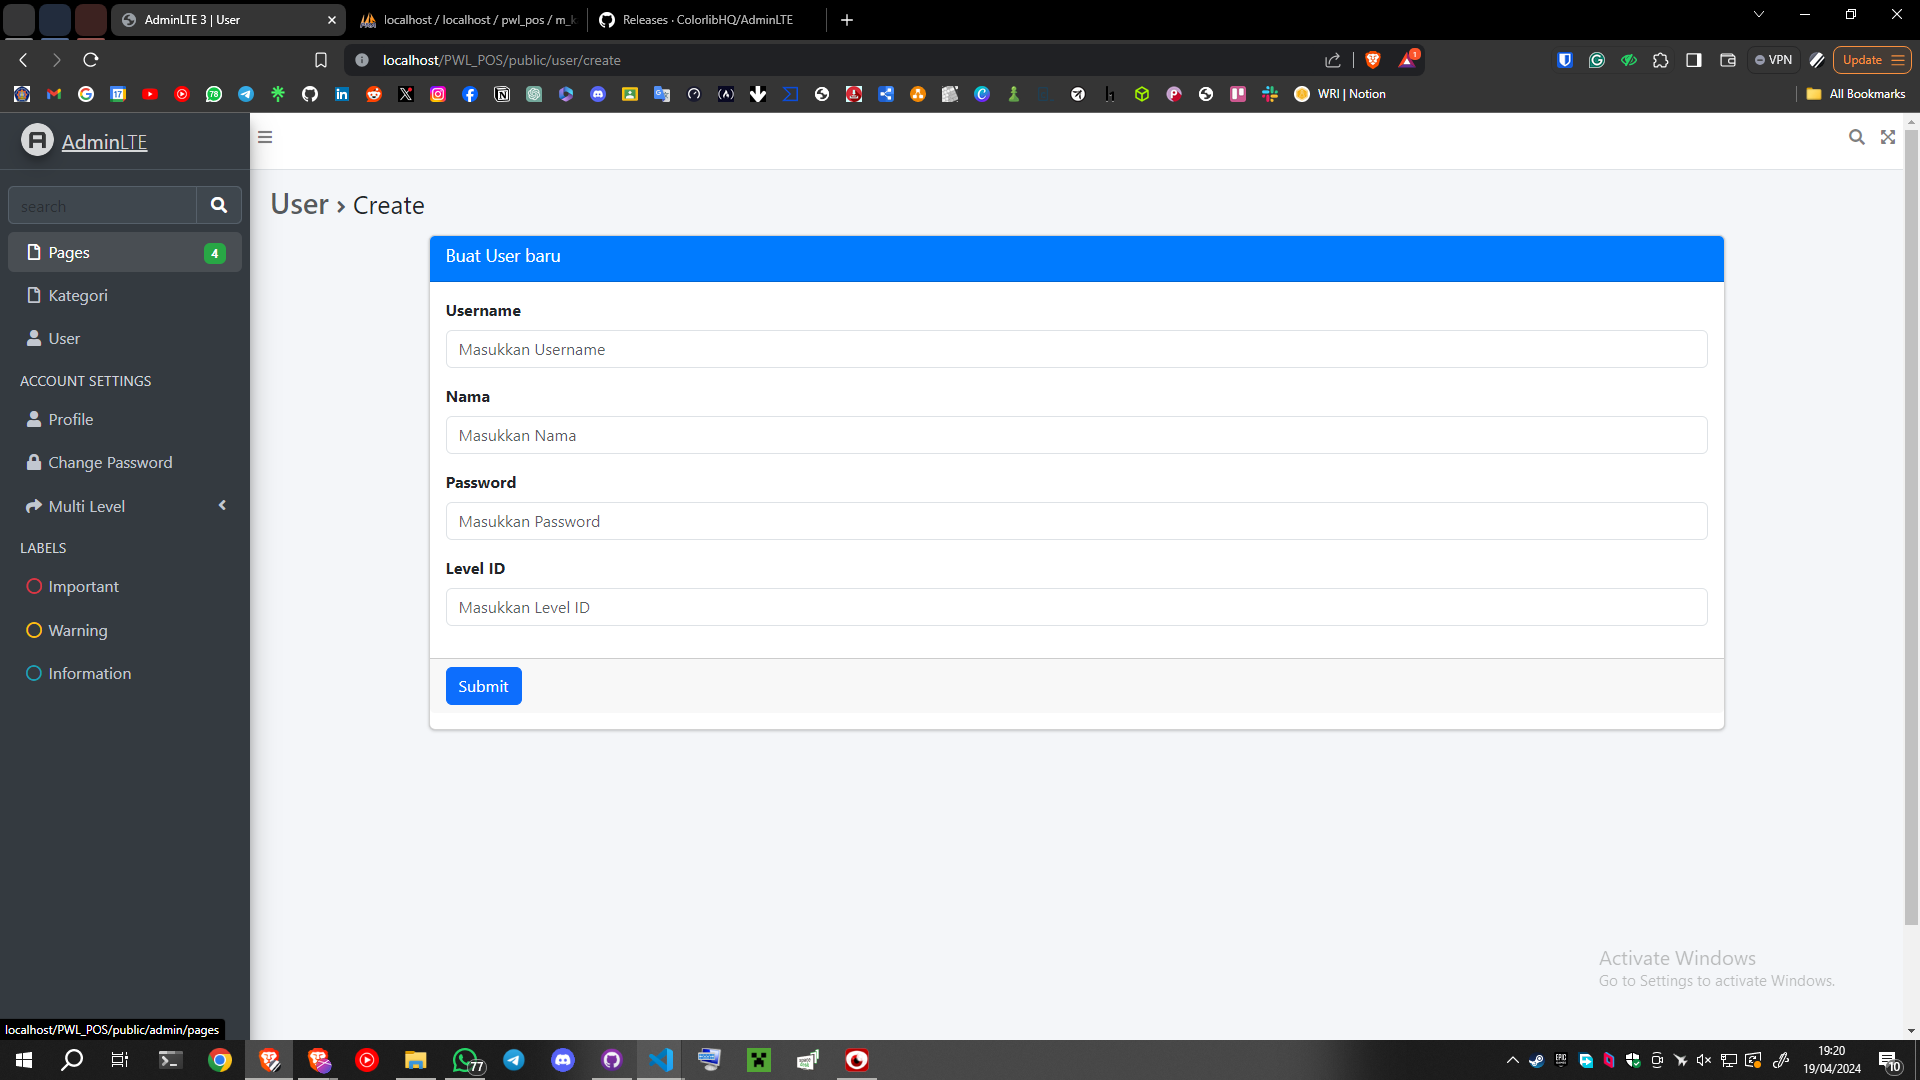 AdminLTE 3 | User
localhost / localhost / pwl_pos / m_k
Releases · ColorlibHQ/AdminLTE
localhost/PWL_POS/public/user/create
1
VPN
Update
17
78
WRI | Notion
All Bookmarks
AdminLTE
search
Pages
4
Kategori
User
ACCOUNT SETTINGS
Profile
Change Password
Multi Level
LABELS
Important
Warning
Information
User › Create
Buat User baru
Username
Masukkan Username
Nama
Masukkan Nama
Password
Masukkan Password
Level ID
Masukkan Level ID
Submit
Activate Windows
Go to Settings to activate Windows.
localhost/PWL_POS/public/admin/pages
77
19:20
19/04/2024
10